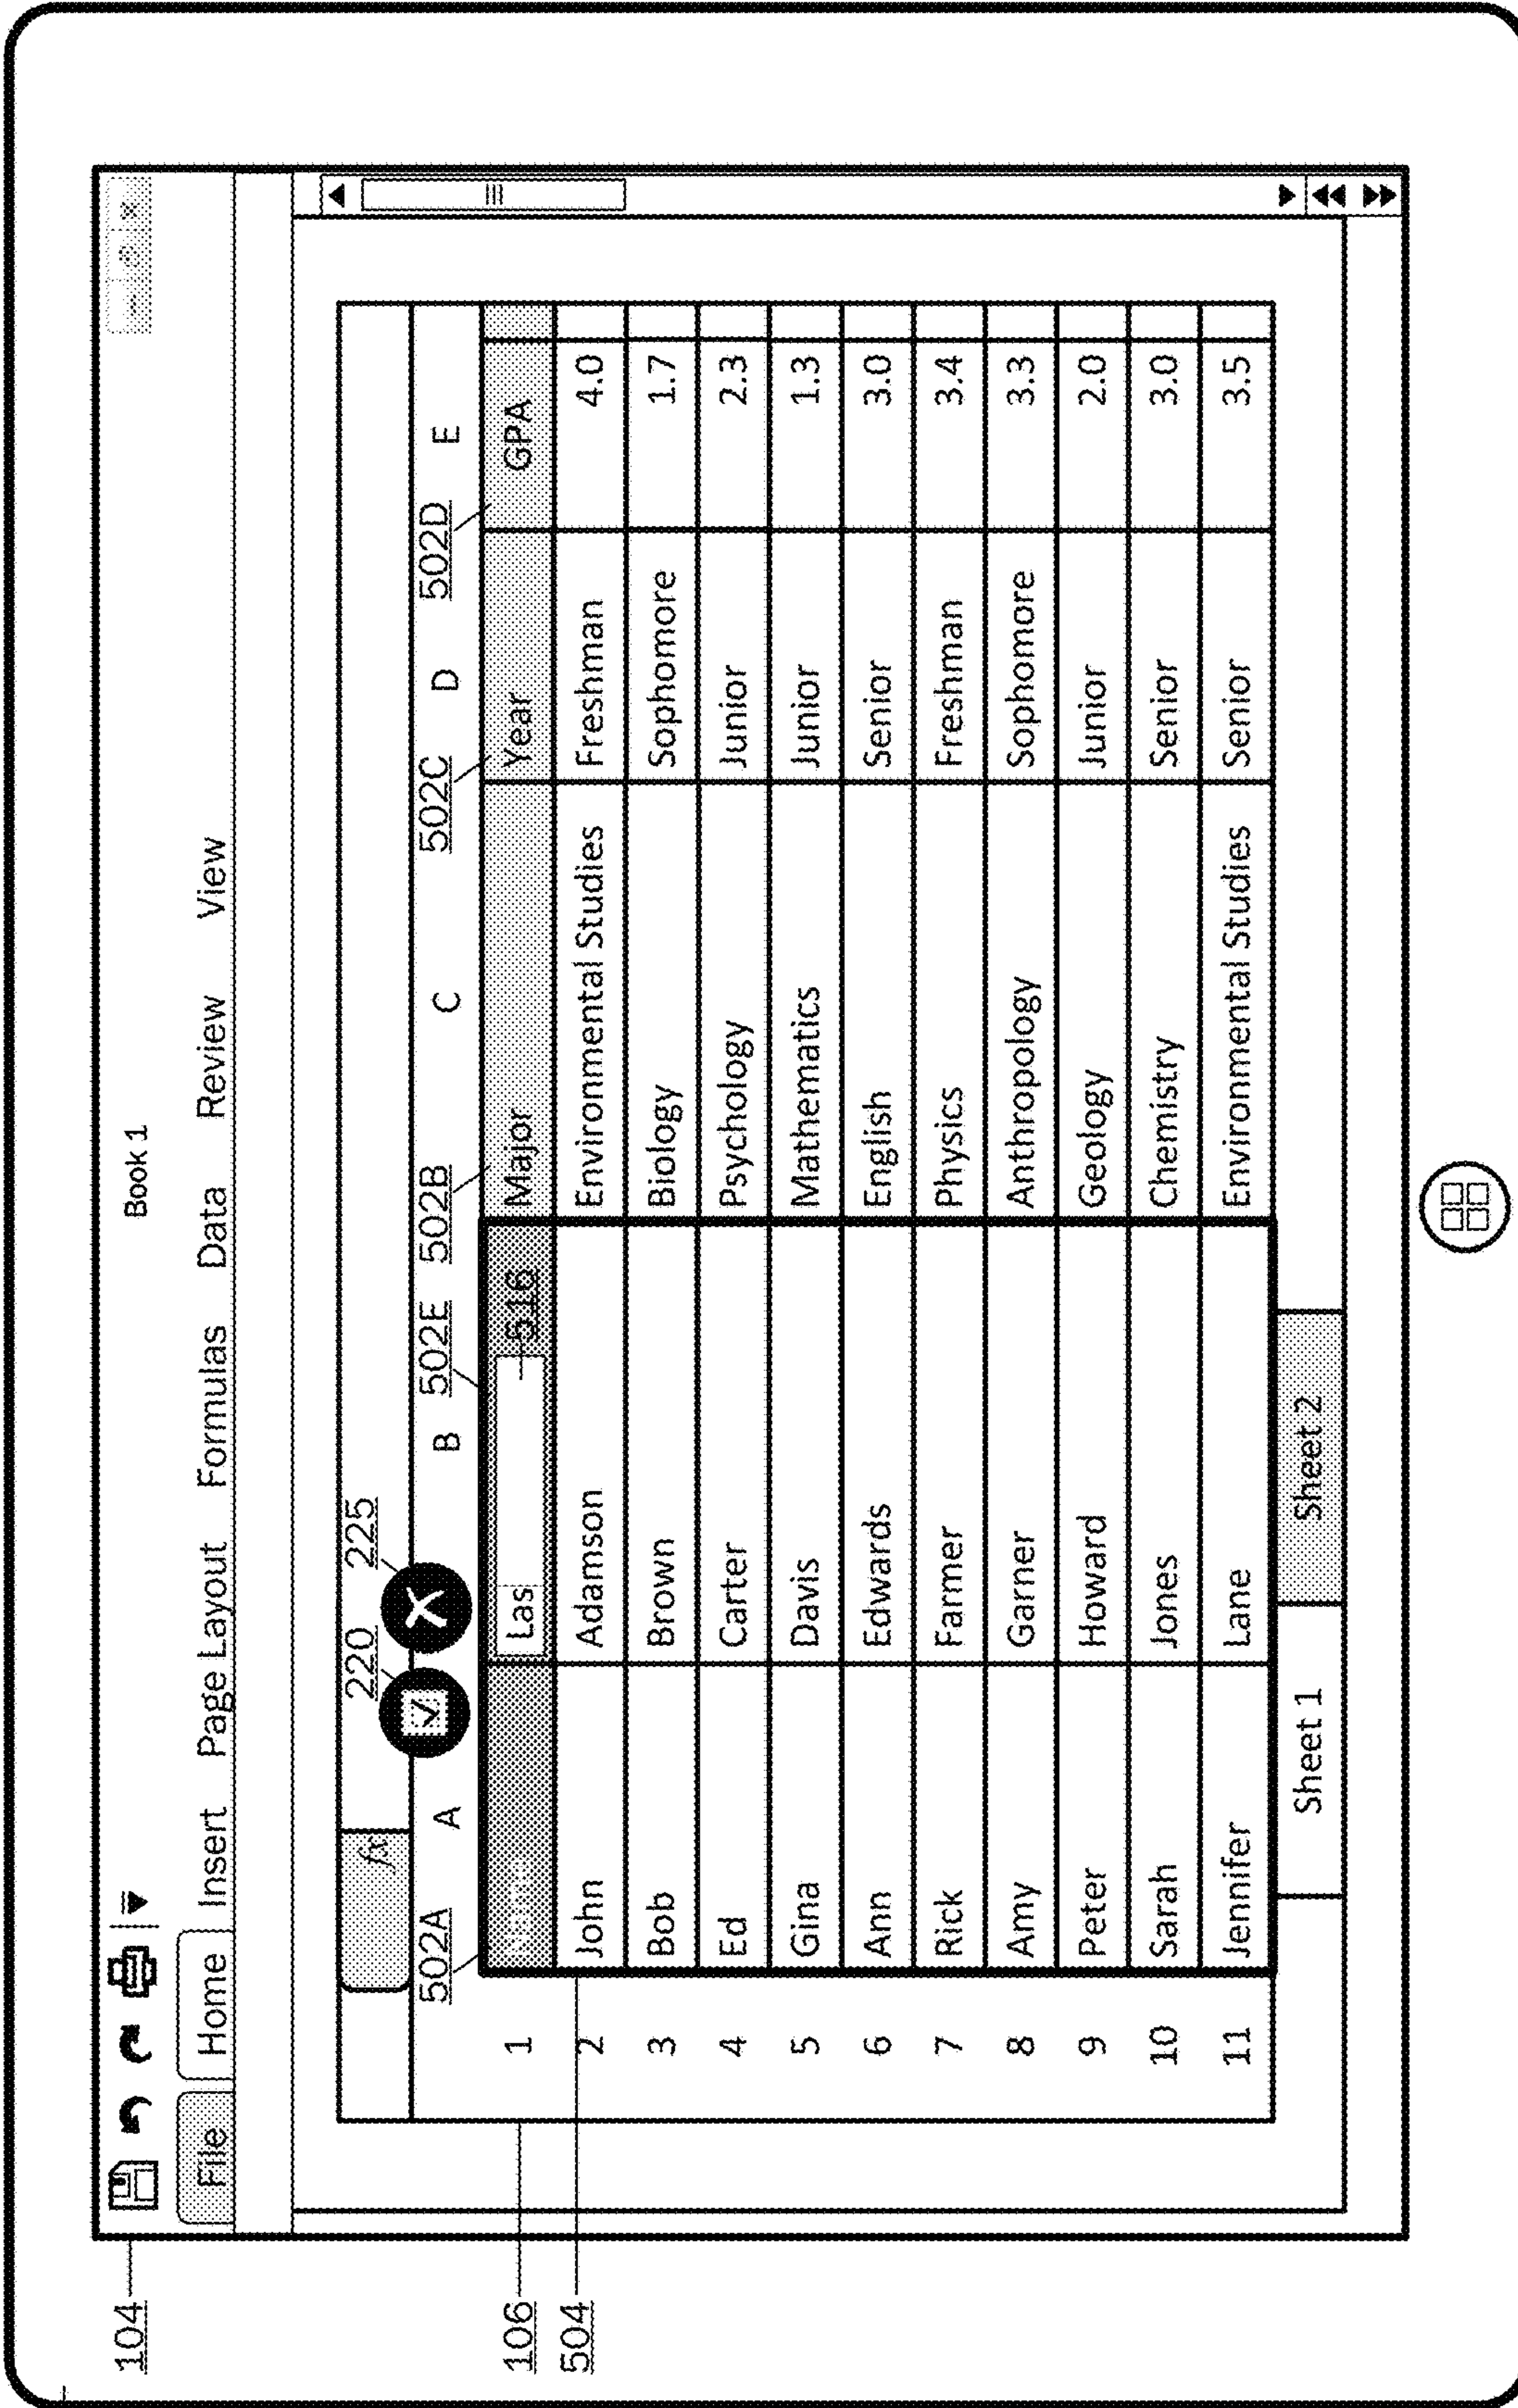 Book 1
File Home Insert Page Layout Formulas Data Review View
104
220 225
fx
502A A B 502E 502B C 502C D 502D E
106
1 Las 516 Major Year GPA
504
2 John Adamson Environmental Studies Freshman 4.0
3 Bob Brown Biology Sophomore 1.7
4 Ed Carter Psychology Junior 2.3
5 Gina Davis Mathematics Junior 1.3
6 Ann Edwards English Senior 3.0
7 Rick Farmer Physics Freshman 3.4
8 Amy Garner Anthropology Sophomore 3.3
9 Peter Howard Geology Junior 2.0
10 Sarah Jones Chemistry Senior 3.0
11 Jennifer Lane Environmental Studies Senior 3.5
Sheet 1 Sheet 2